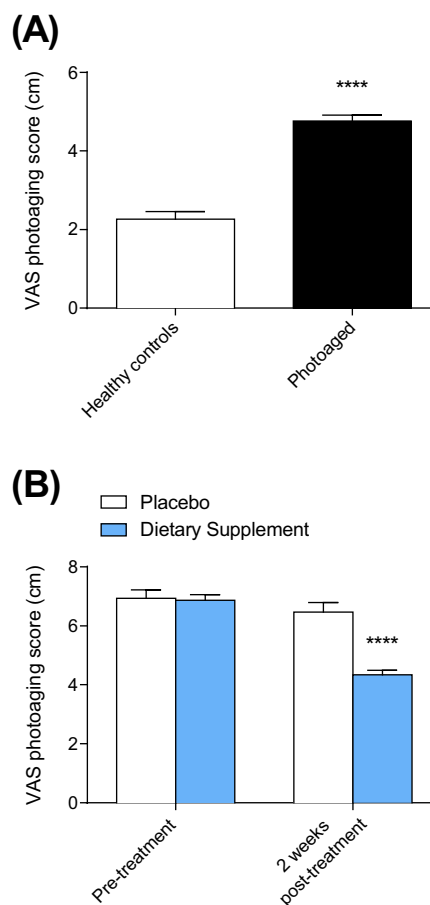 (A)
VAS photoaging score (cm)
6
4
2
0
****
Healthy controls
Photoaged
(B)
Placebo
Dietary Supplement
VAS photoaging score (cm)
8
6
4
2
0
****
Pre-treatment
2 weeks
post-treatment